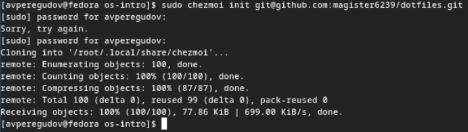 [avperegudov@fedora os-intro]$ sudo chezmoi init git@github.com:magister6239/dotfiles.git
[sudo] password for avperegudov:
Sorry, try again.
[sudo] password for avperegudov:
Cloning into '/root/.local/share/chezmoi'...
remote: Enumerating objects: 100, done.
remote: Counting objects: 100% (100/100), done.
remote: Compressing objects: 100% (87/87), done.
remote: Total 100 (delta 0), reused 99 (delta 0), pack-reused 0
Receiving objects: 100% (100/100), 77.86 KiB | 699.00 KiB/s, done.
[avperegudov@fedora os-intro]$